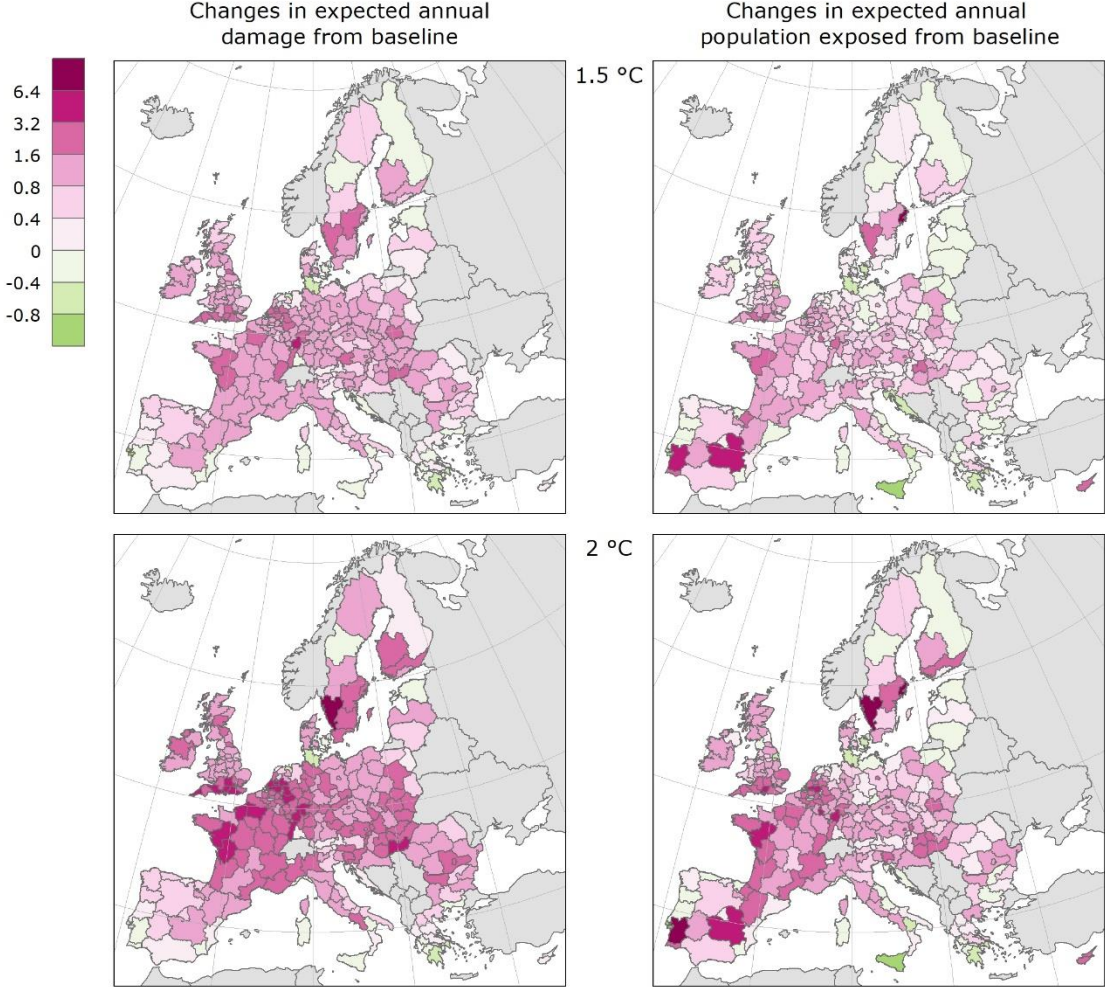 Changes in expected annual
damage from baseline
Changes in expected annual
population exposed from baseline
1.5 °C
6.4
3.2
1.6
0.8
0.4
0
-0.4
-0.8
2 °C